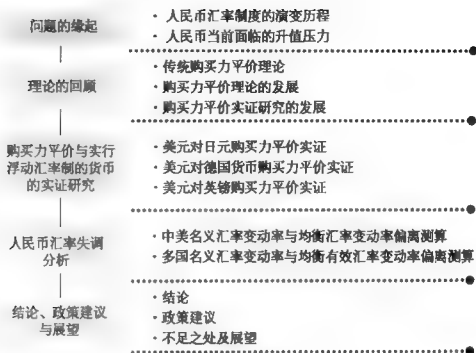 问题的缘起
· 人民币汇率制度的演变历程
· 人民币当前面临的升值压力
理论的回顾
· 传统购买力平价理论
· 购买力平价理论的发展
· 购买力平价实证研究的发展
购买力平价与实行
浮动汇率制的货币
的实证研究
· 美元对日元购买力平价实证
· 美元对德国货币购买力平价实证
· 美元对英镑购买力平价实证
人民币汇率失调
分析
· 中美名义汇率变动率与均衡汇率变动率偏离测算
· 多国名义汇率变动率与均衡有效汇率变动率偏离测算
结论、政策建议
与展望
· 结论
· 政策建议
· 不足之处及展望